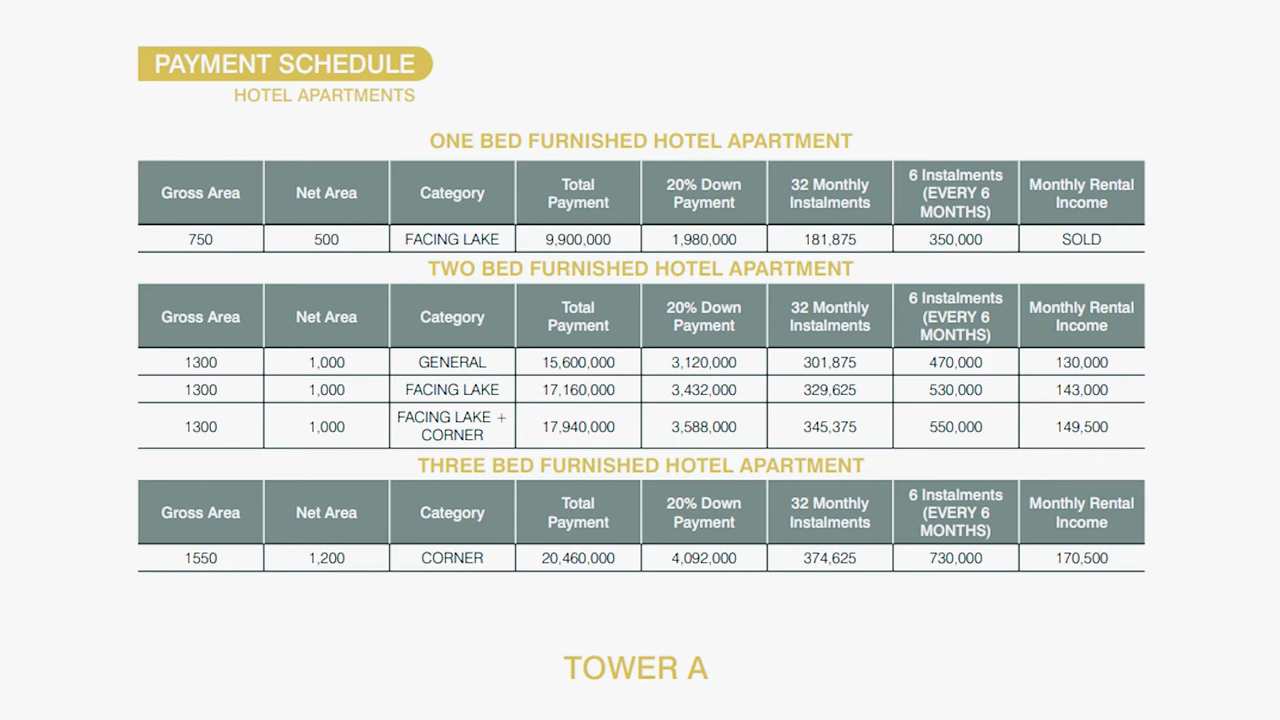 PAYMENT SCHEDULE
HOTEL APARTMENTS
ONE BED FURNISHED HOTEL APARTMENT
Gross Area Net Area Category Total Payment 20% Down Payment 32 Monthly Instalments 6 Instalments (EVERY 6 MONTHS) Monthly Rental Income
750 500 FACING LAKE 9,900,000 1,980,000 181,875 350,000 SOLD
TWO BED FURNISHED HOTEL APARTMENT
Gross Area Net Area Category Total Payment 20% Down Payment 32 Monthly Instalments 6 Instalments (EVERY 6 MONTHS) Monthly Rental Income
1300 1,000 GENERAL 15,600,000 3,120,000 301,875 470,000 130,000
1300 1,000 FACING LAKE 17,160,000 3,432,000 329,625 530,000 143,000
1300 1,000 FACING LAKE + CORNER 17,940,000 3,588,000 345,375 550,000 149,500
THREE BED FURNISHED HOTEL APARTMENT
Gross Area Net Area Category Total Payment 20% Down Payment 32 Monthly Instalments 6 Instalments (EVERY 6 MONTHS) Monthly Rental Income
1550 1,200 CORNER 20,460,000 4,092,000 374,625 730,000 170,500
TOWER A